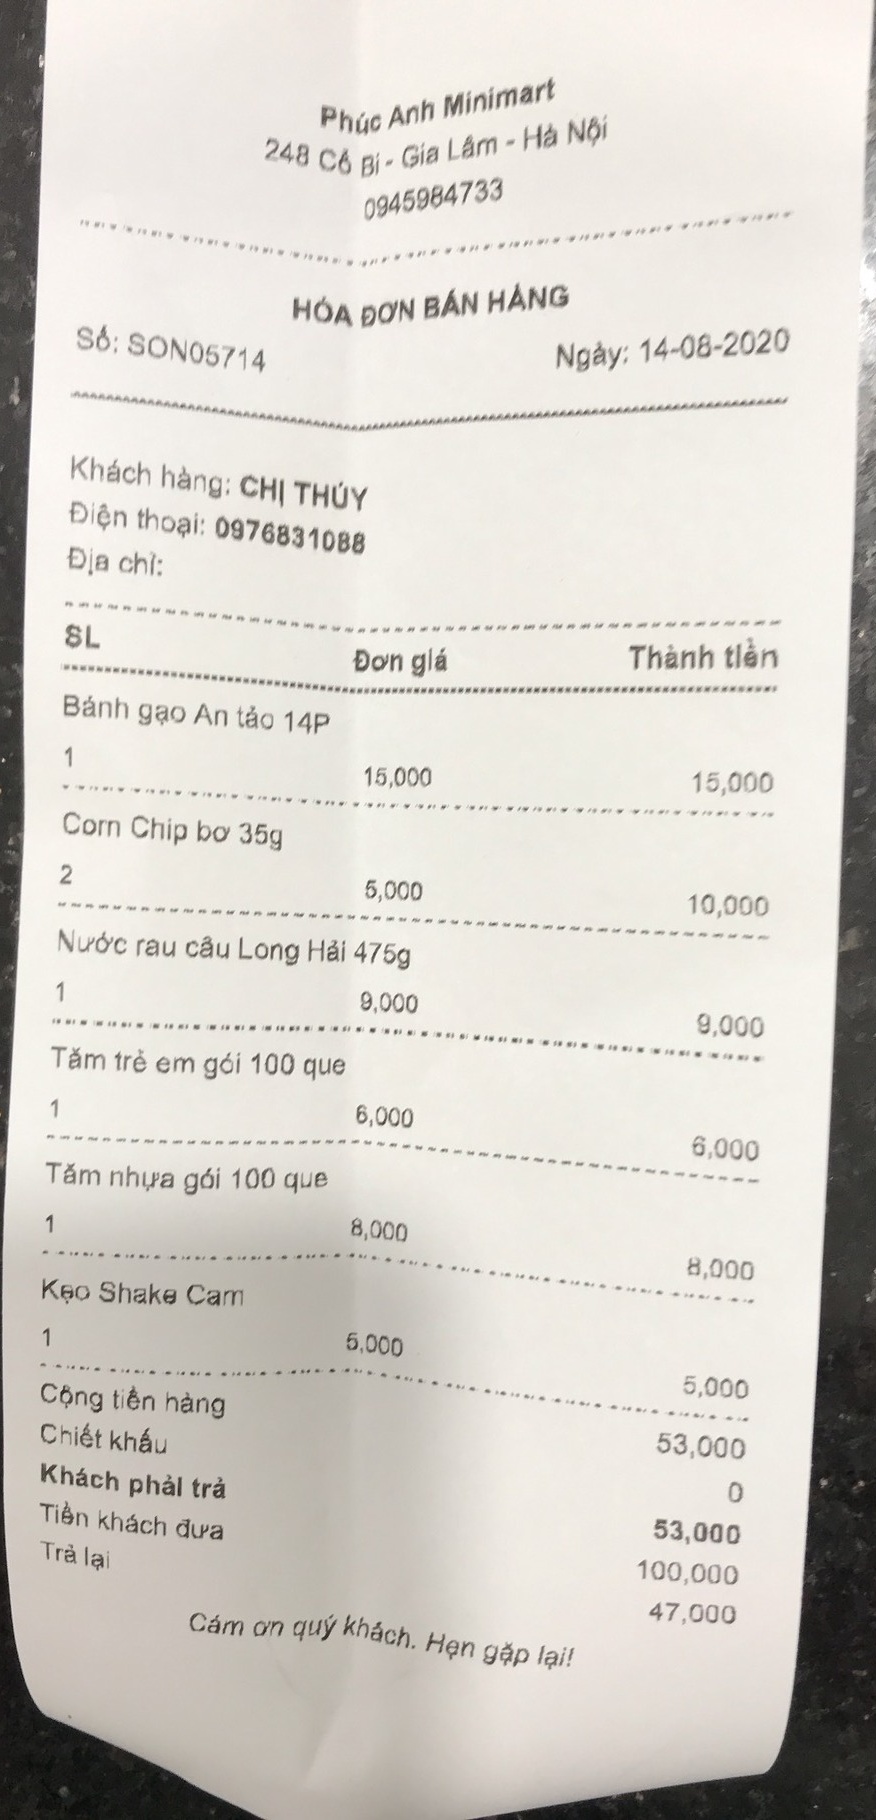 Phúc Anh Minimart
248 Cổ Bi - Gia Lâm - Hà Nội
0945984733
HÓA ĐƠN BÁN HÀNG
Số: SON05714 Ngày: 14-08-2020
Khách hàng: CHỊ THÚY
Điện thoại: 0976831088
Địa chỉ:
SL Đơn giá Thành tiền
Bánh gạo An tảo 14P
1 15,000 15,000
Corn Chip bơ 35g
2 5,000 10,000
Nước rau câu Long Hải 475g
1 9,000 9,000
Tăm trẻ em gói 100 que
1 6,000 6,000
Tăm nhựa gói 100 que
1 8,000 8,000
Kẹo Shake Cam
1 5,000 5,000
Cộng tiền hàng 53,000
Chiết khấu 0
Khách phải trả 53,000
Tiền khách đưa 100,000
Trả lại 47,000
Cám ơn quý khách. Hẹn gặp lại!